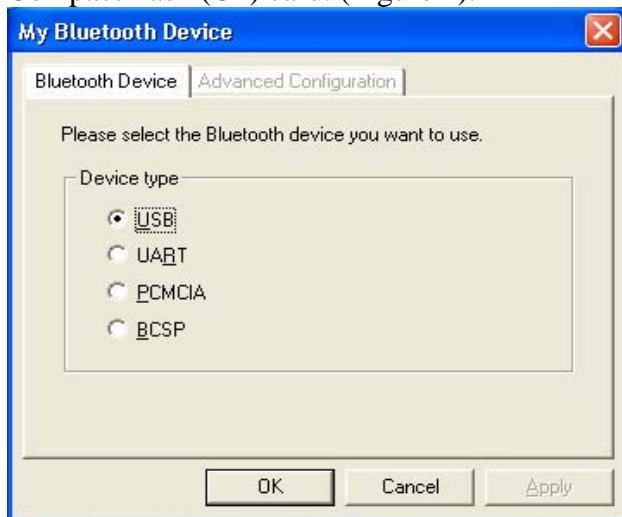 My Bluetooth Device
Bluetooth Device Advanced Configuration
Please select the Bluetooth device you want to use.
Device type
USB
UART
PCMCIA
BCSP
OK Cancel Apply